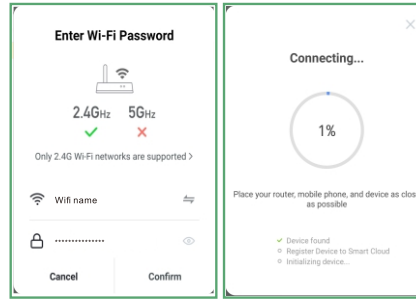 Enter Wi-Fi Password
2.4GHz 5GHz
Only 2.4G Wi-Fi networks are supported >
Wifi name
Cancel Confirm
Connecting...
1%
Place your router, mobile phone, and device as clos
as possible
Device found
Register Device to Smart Cloud
Initializing device...